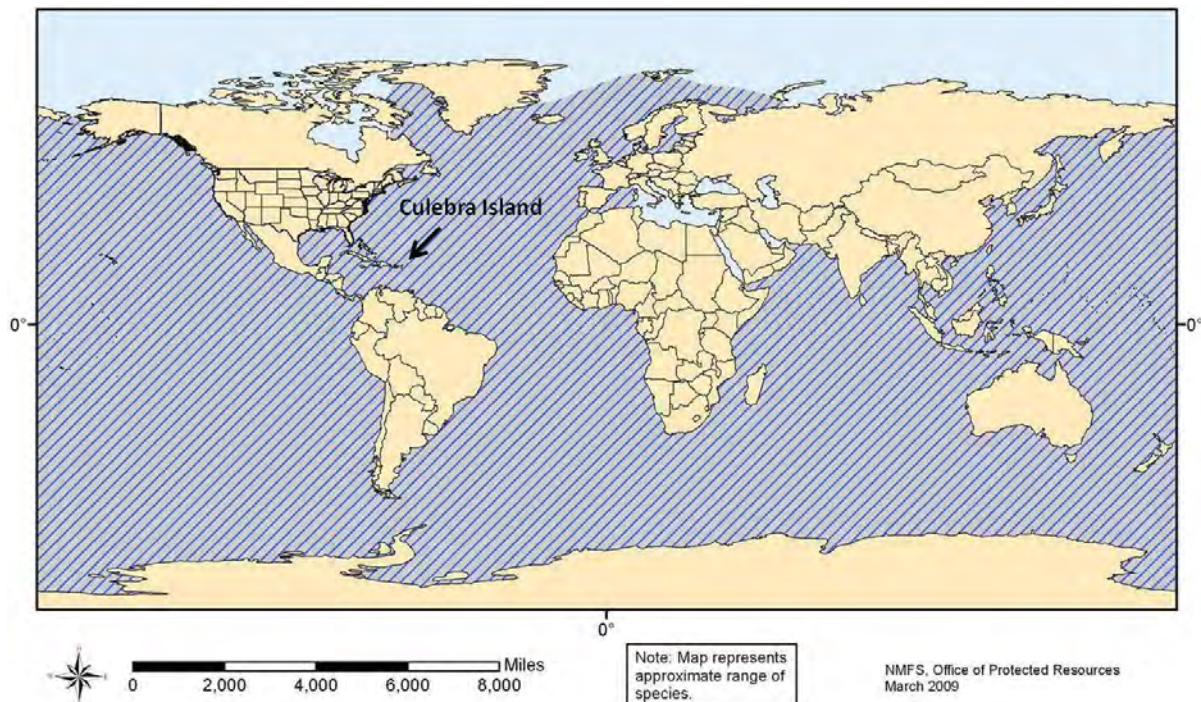 Culebra Island
0°
0°
0°
Miles
0
2,000
4,000
6,000
8,000
Note: Map represents
approximate range of
species.
NMFS, Office of Protected Resources
March 2009